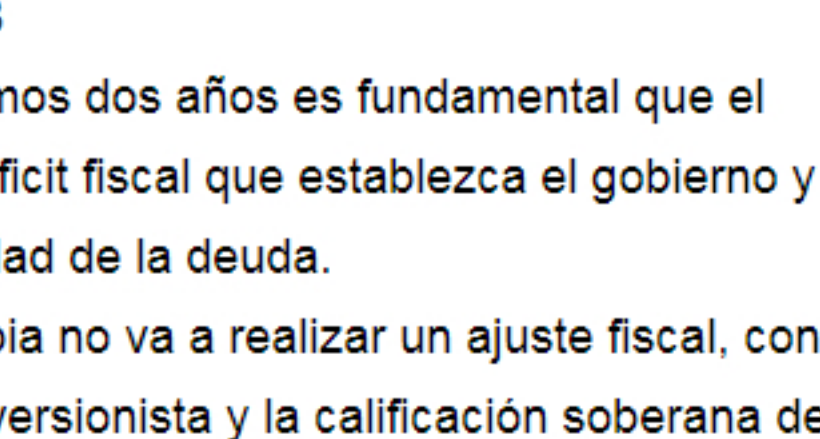 mos dos años es fundamental que el
ficit fiscal que establezca el gobierno y
dad de la deuda.
bia no va a realizar un ajuste fiscal, con
versionista y la calificación soberana de